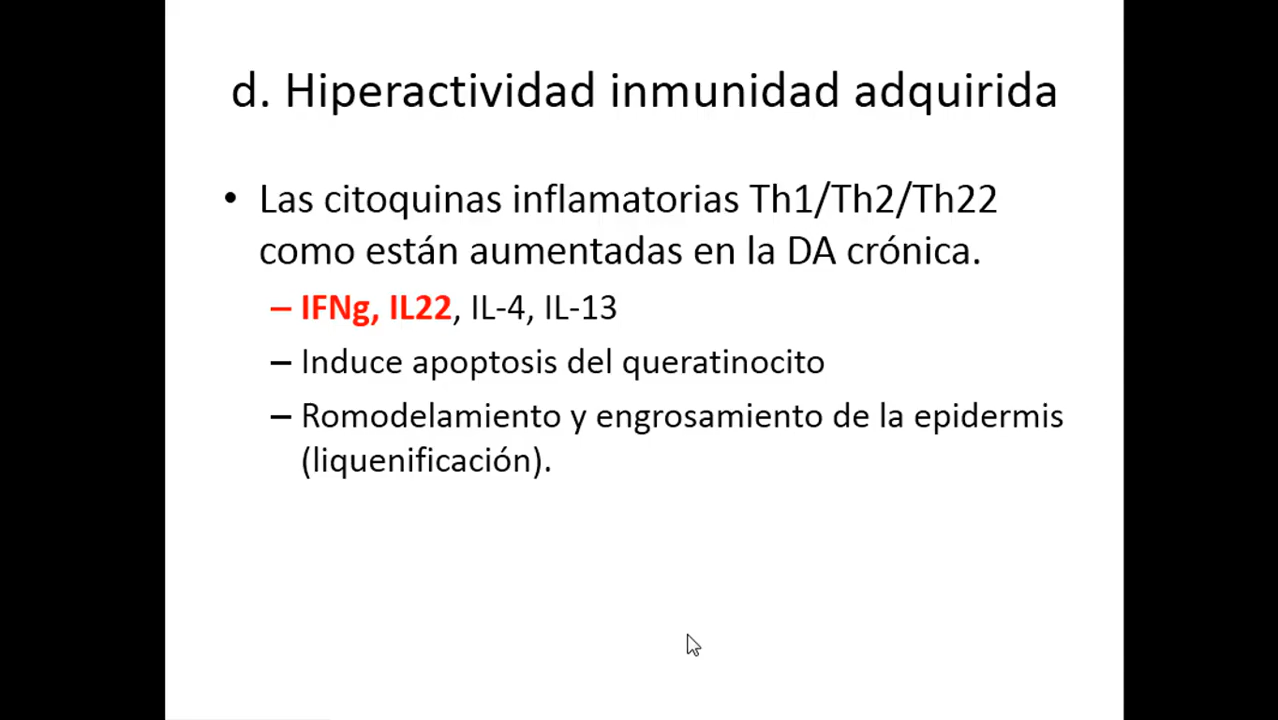 d. Hiperactividad inmunidad adquirida
• Las citoquinas inflamatorias Th1/Th2/Th22
como están aumentadas en la DA crónica.
– IFNg, IL22, IL-4, IL-13
– Induce apoptosis del queratinocito
– Romodelamiento y engrosamiento de la epidermis
(liquenificación).